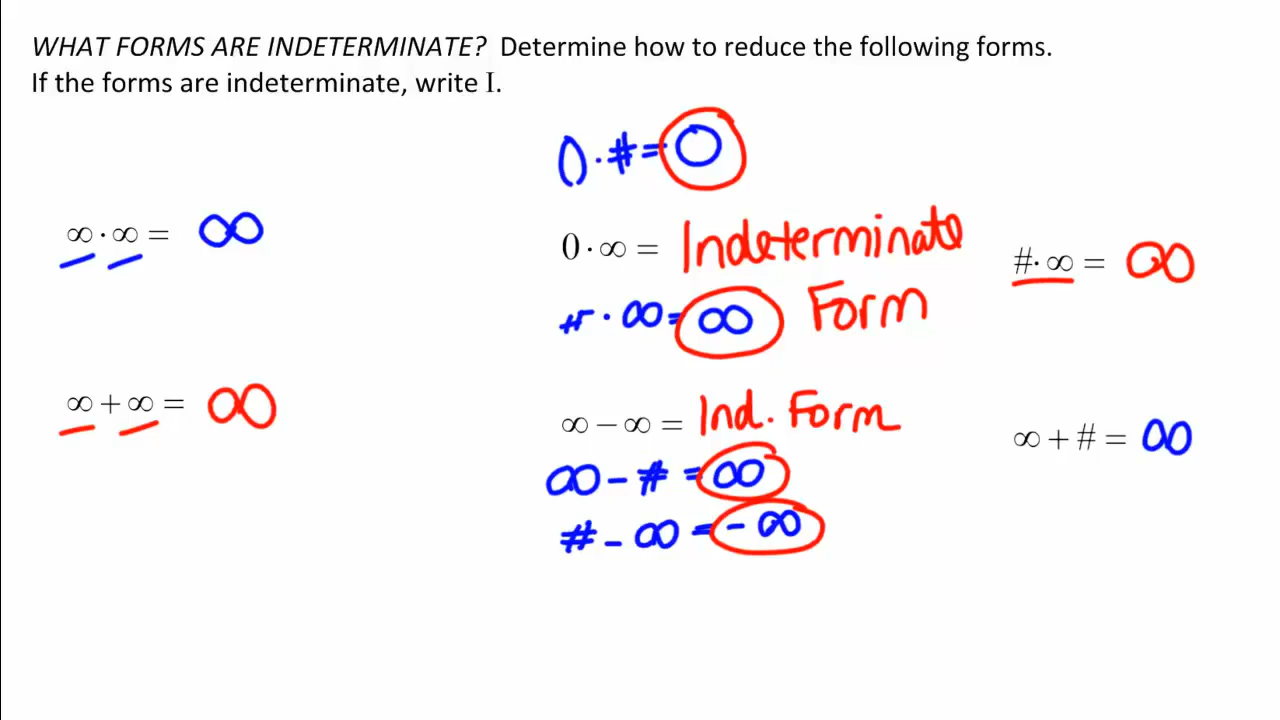 WHAT FORMS ARE INDETERMINATE? Determine how to reduce the following forms.
If the forms are indeterminate, write I.
0 · # = 0
∞ · ∞ = ∞
0 · ∞ = Indeterminate
Form
# · ∞ = ∞
# · ∞ = ∞
∞ + ∞ = ∞
∞ − ∞ = Ind. Form
∞ + # = ∞
∞ − # = ∞
# − ∞ = − ∞